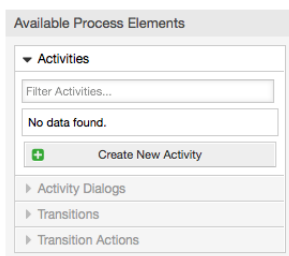 Available Process Elements
Activities
Filter Activities...
No data found.
Create New Activity
Activity Dialogs
Transitions
Transition Actions